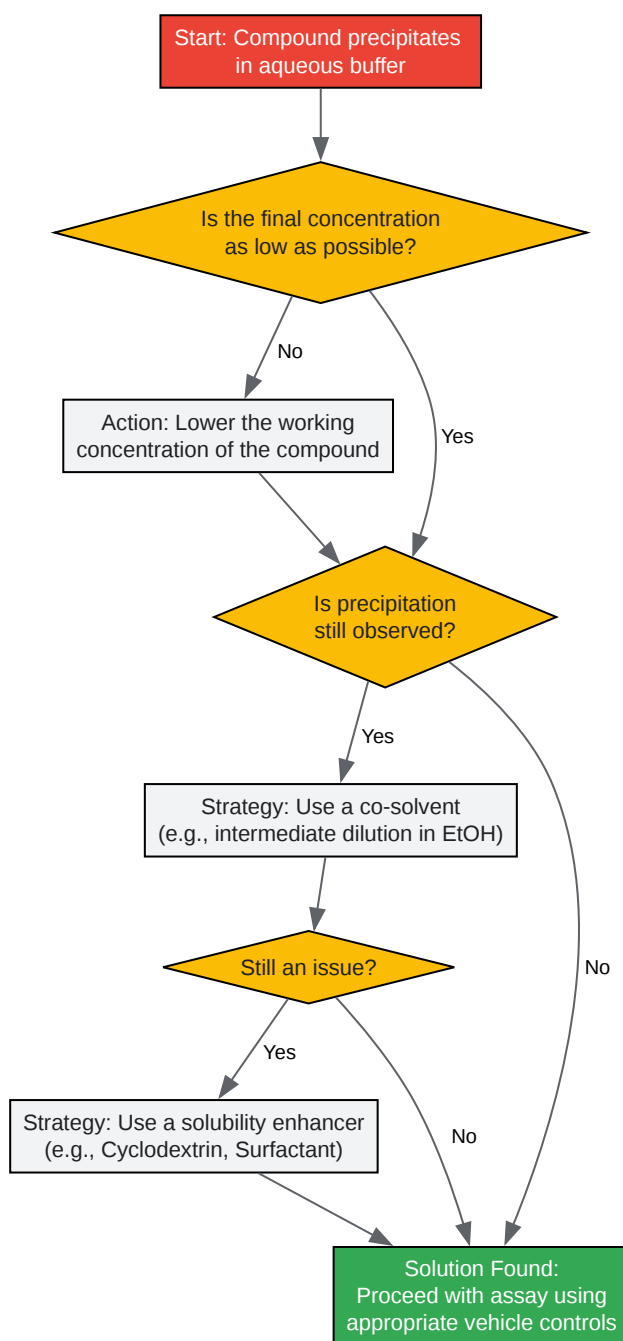 Start: Compound precipitates
in aqueous buffer
Is the final concentration
as low as possible?
No
Yes
Action: Lower the working
concentration of the compound
Is precipitation
still observed?
Yes
No
Strategy: Use a co-solvent
(e.g., intermediate dilution in EtOH)
Still an issue?
Yes
No
Strategy: Use a solubility enhancer
(e.g., Cyclodextrin, Surfactant)
Solution Found:
Proceed with assay using
appropriate vehicle controls